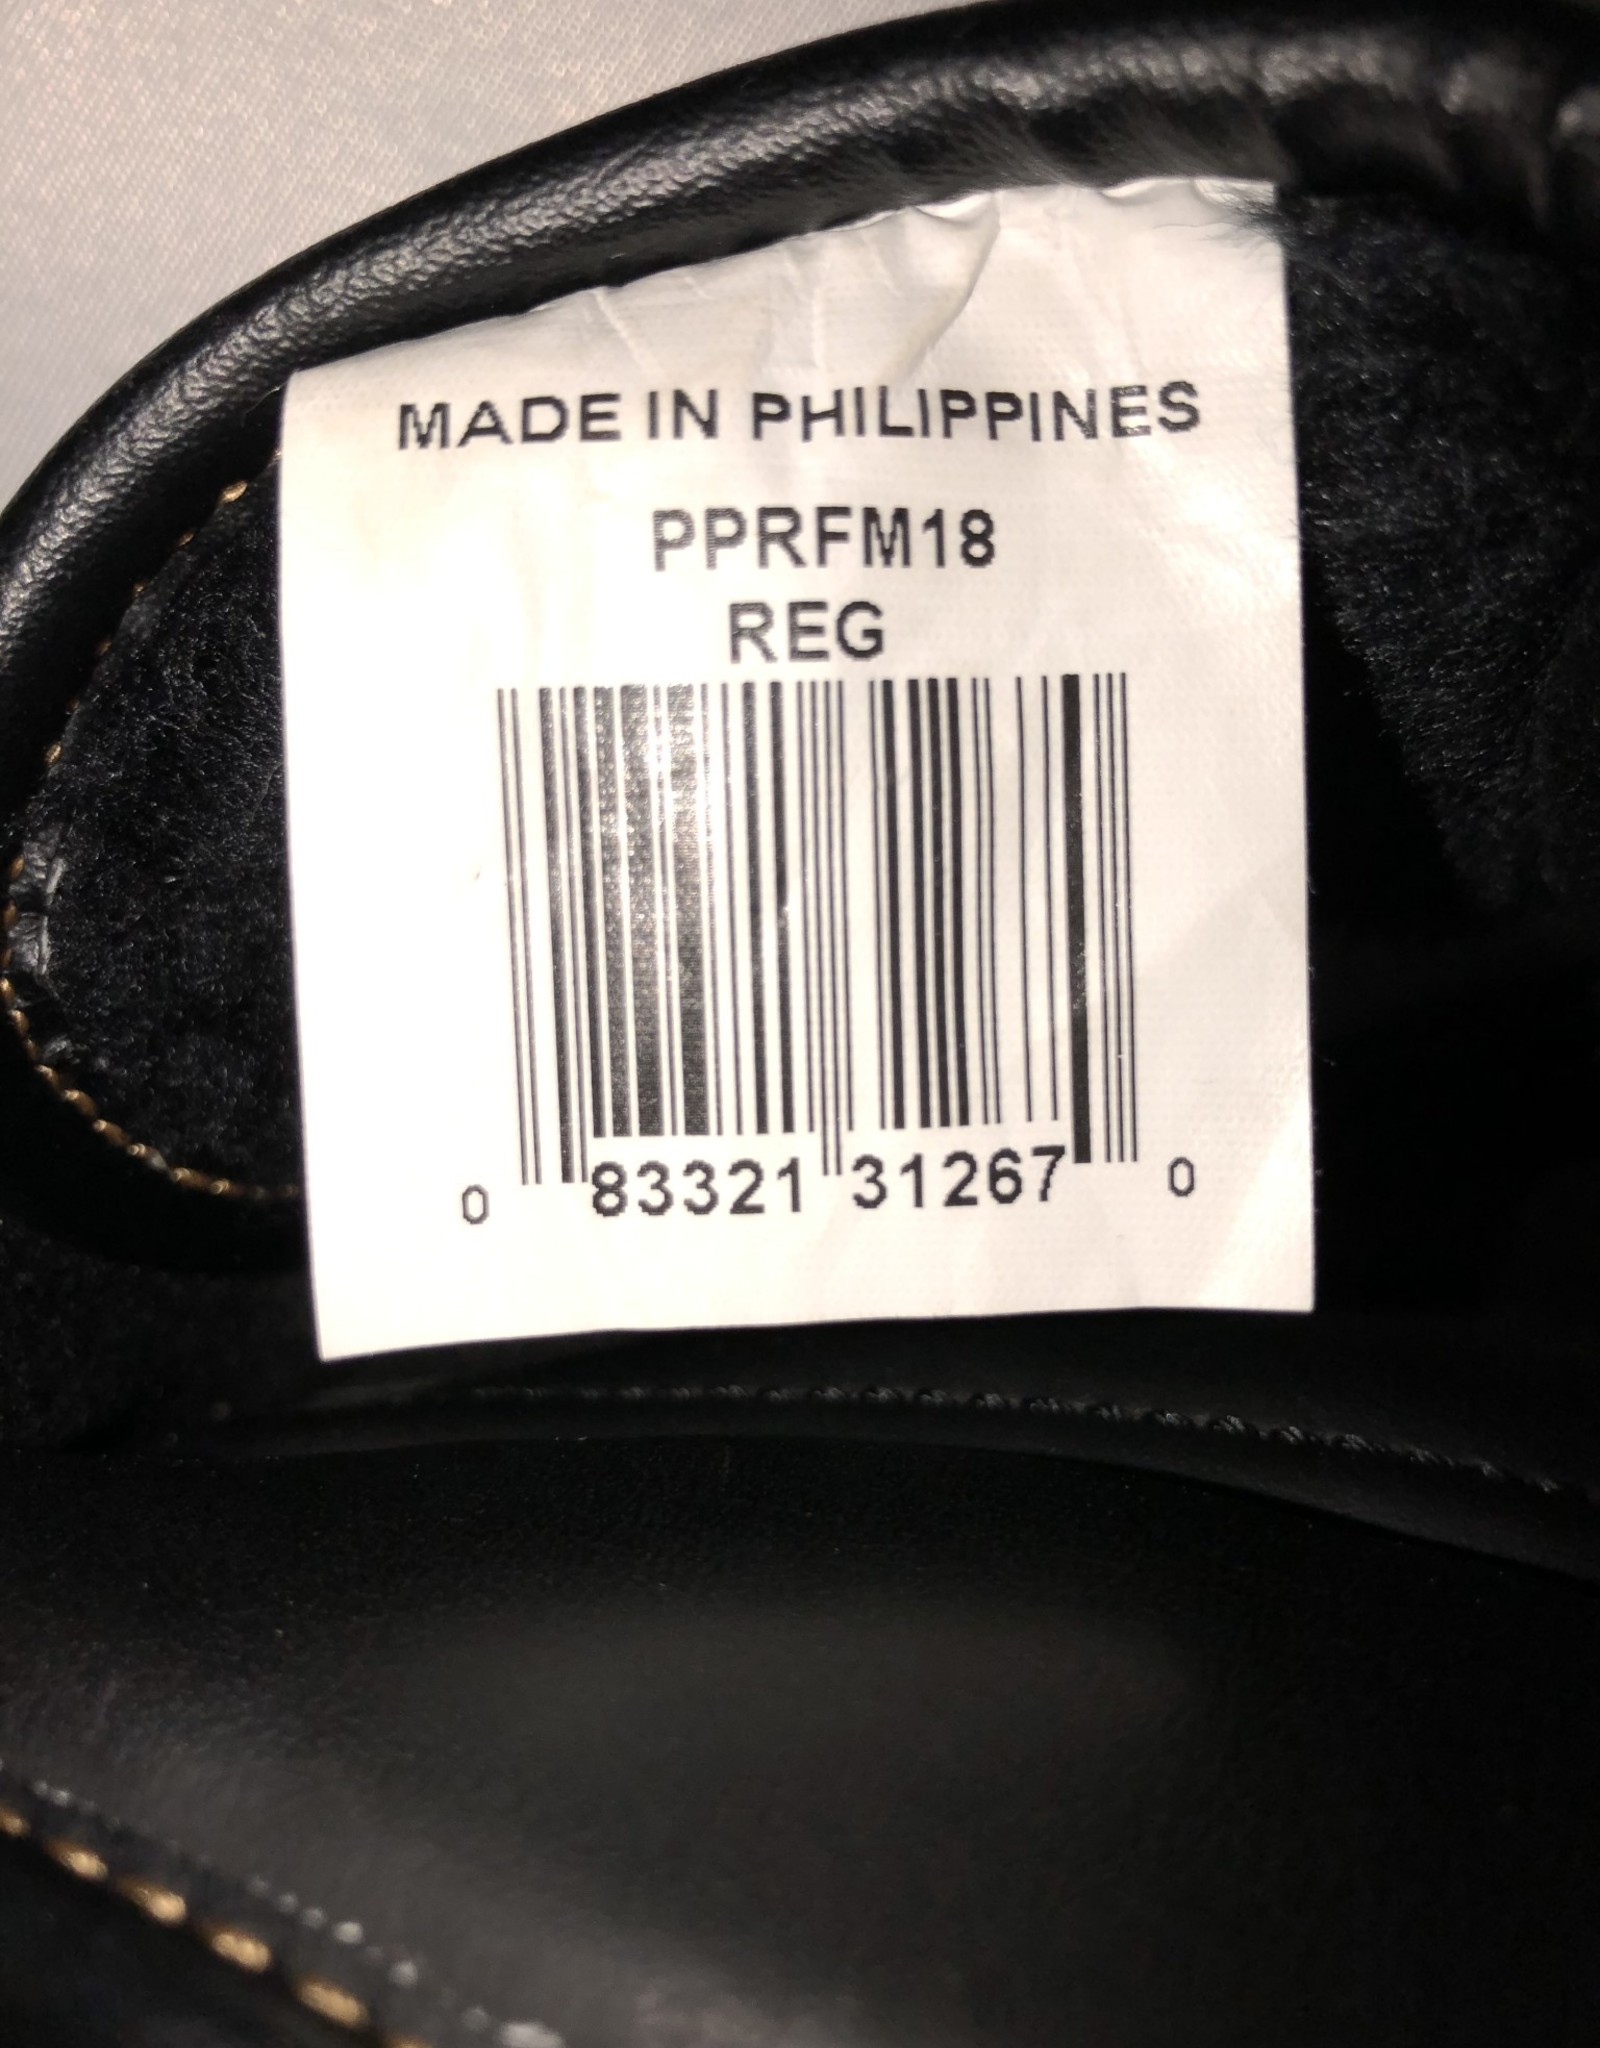 MADE IN PHILIPPINES
PPRFM18
REG
0 83321 31267 0